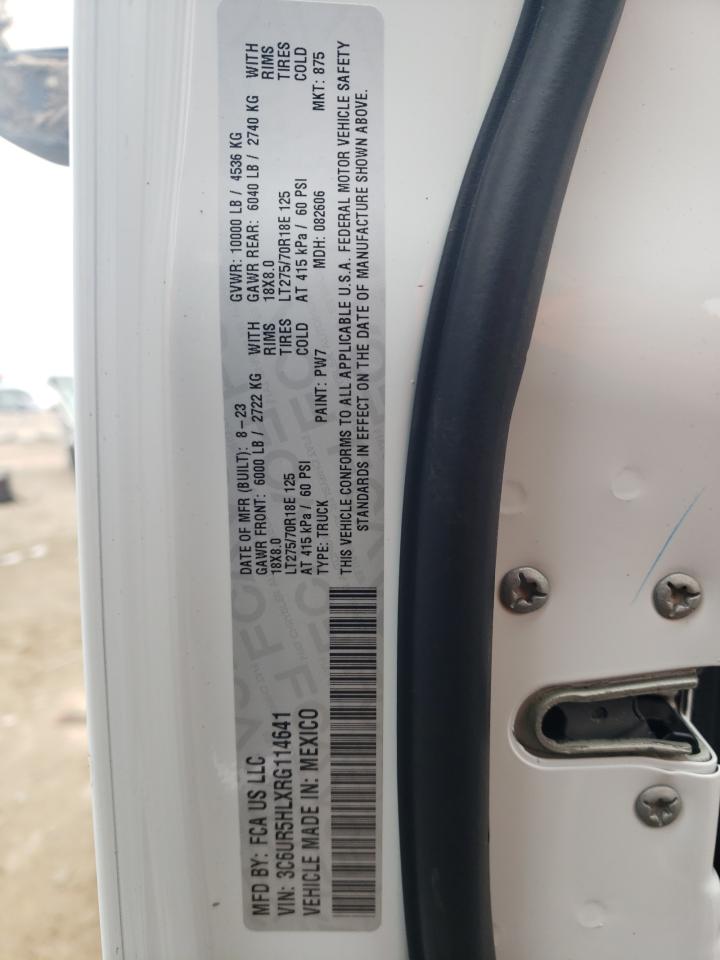 MFD BY: FCA US LLC
DATE OF MFR (BUILT): 8-23
GVWR: 10000 LB / 4536 KG
GAWR FRONT: 6000 LB / 2722 KG WITH
18X8.0 RIMS
LT275/70R18E 125 TIRES
AT 415 kPa / 60 PSI COLD
GAWR REAR: 6040 LB / 2740 KG WITH
18X8.0 RIMS
LT275/70R18E 125 TIRES
AT 415 kPa / 60 PSI COLD
VIN: 3C6UR5HLXRG114641
TYPE: TRUCK PAINT: PW7 MDH: 082606 MKT: 875
VEHICLE MADE IN: MEXICO
THIS VEHICLE CONFORMS TO ALL APPLICABLE U.S.A. FEDERAL MOTOR VEHICLE SAFETY
STANDARDS IN EFFECT ON THE DATE OF MANUFACTURE SHOWN ABOVE.